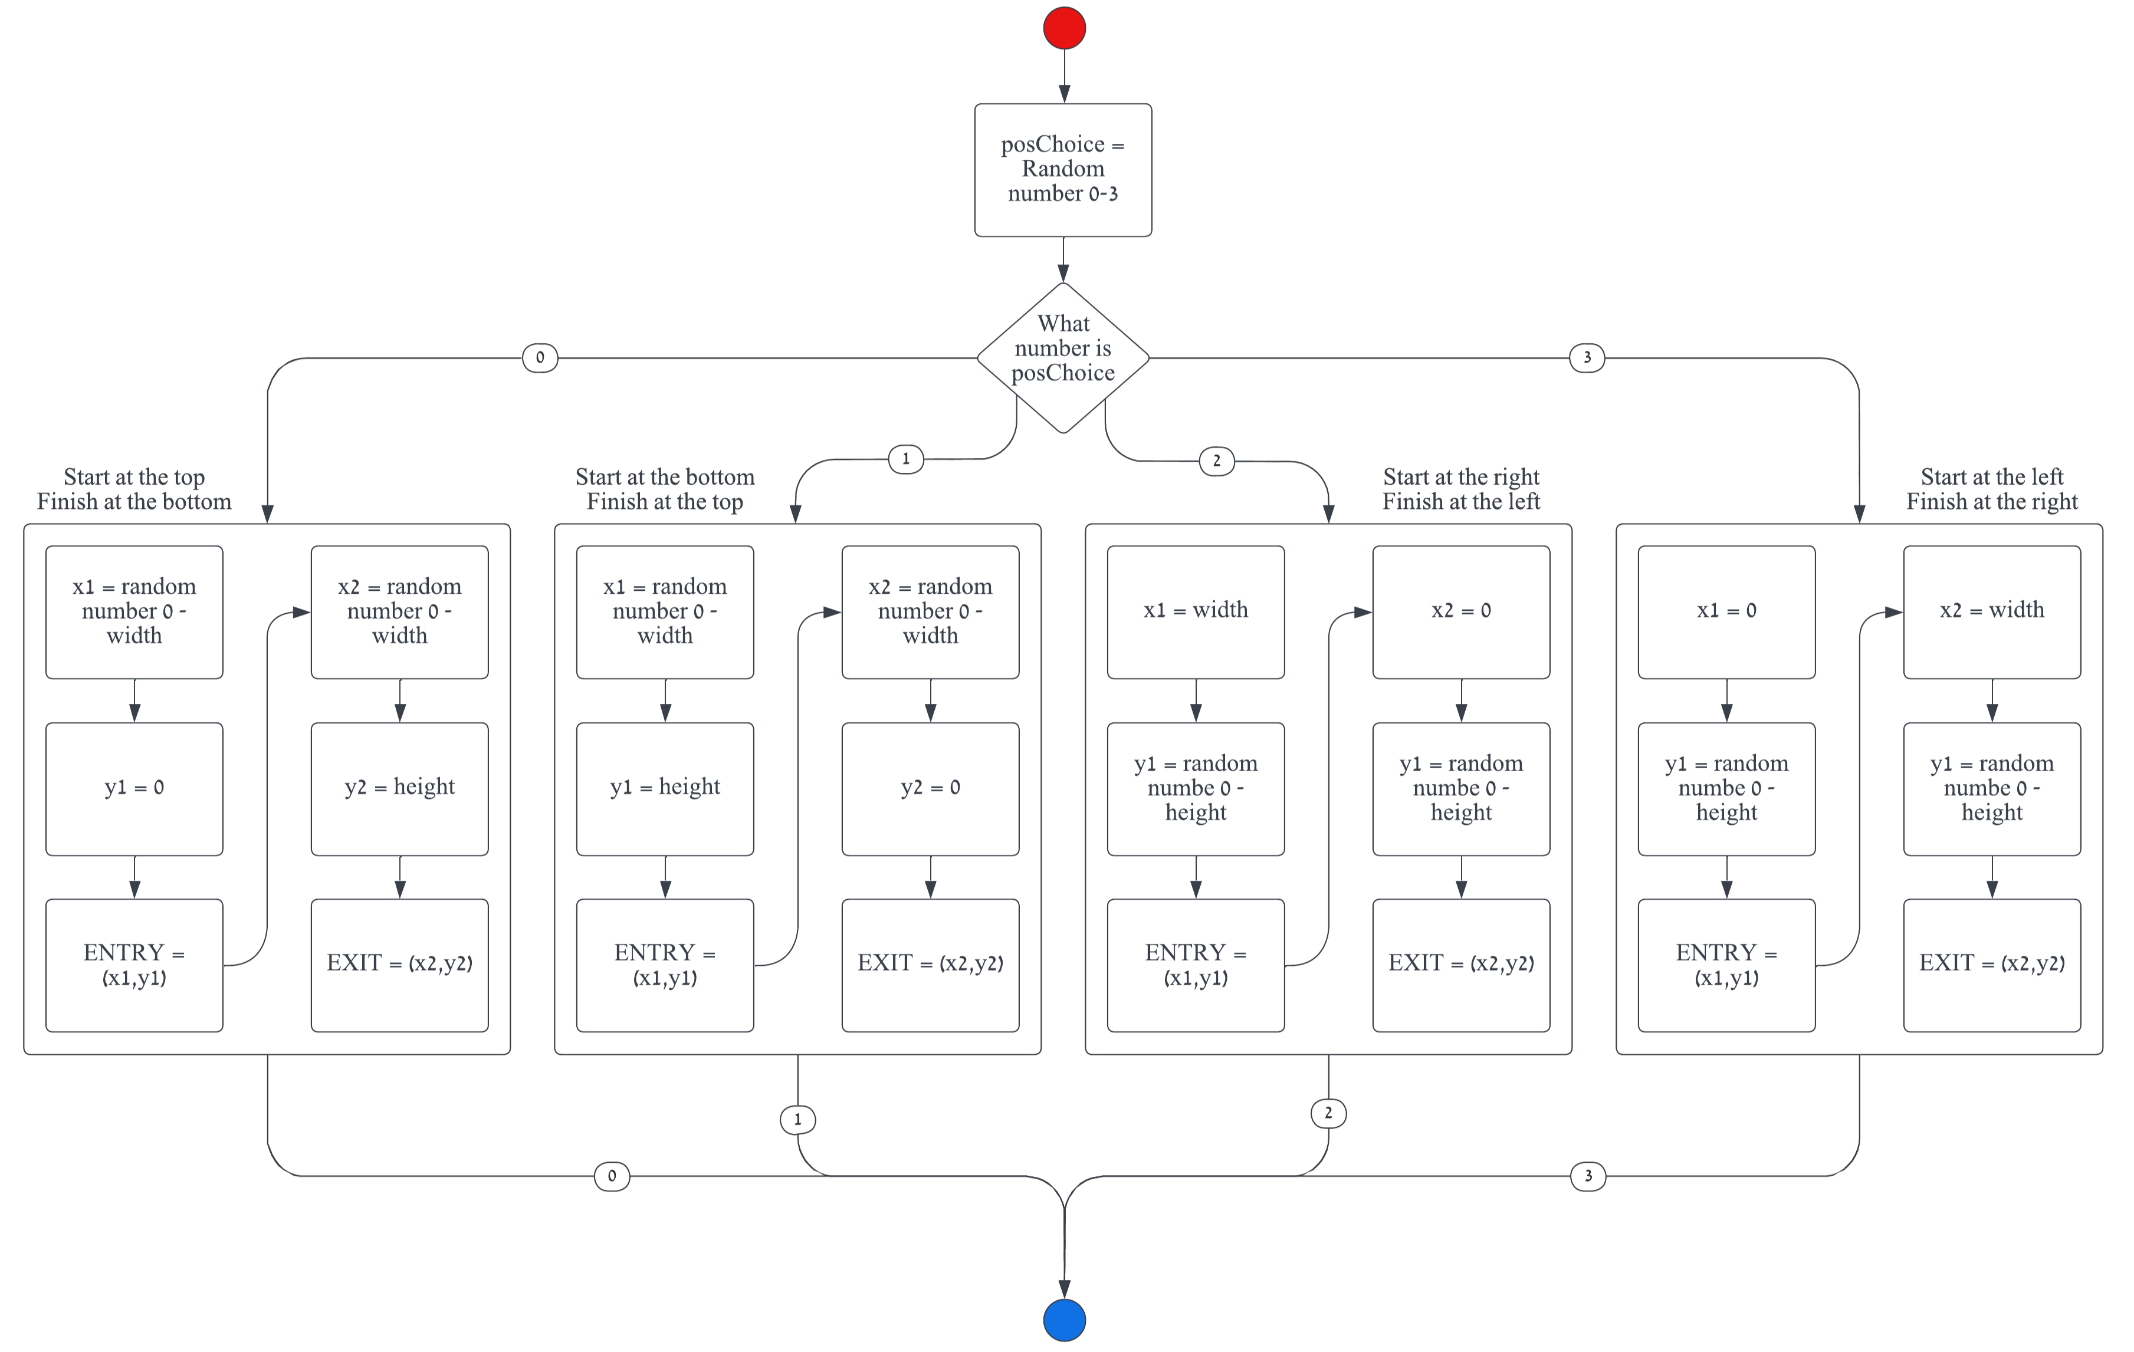 posChoice =
Random
number 0-3
What
number is
posChoice
0
3
1
2
Start at the top
Finish at the bottom
x1 = random
number 0 -
width
y1 = 0
ENTRY =
(x1,y1)
x2 = random
number 0 -
width
y2 = height
EXIT = (x2,y2)
Start at the bottom
Finish at the top
x1 = random
number 0 -
width
y1 = height
ENTRY =
(x1,y1)
x2 = random
number 0 -
width
y2 = 0
EXIT = (x2,y2)
Start at the right
Finish at the left
x1 = width
y1 = random
numbe 0 -
height
ENTRY =
(x1,y1)
x2 = 0
y1 = random
numbe 0 -
height
EXIT = (x2,y2)
Start at the left
Finish at the right
x1 = 0
y1 = random
numbe 0 -
height
ENTRY =
(x1,y1)
x2 = width
y1 = random
numbe 0 -
height
EXIT = (x2,y2)
1
2
0
3